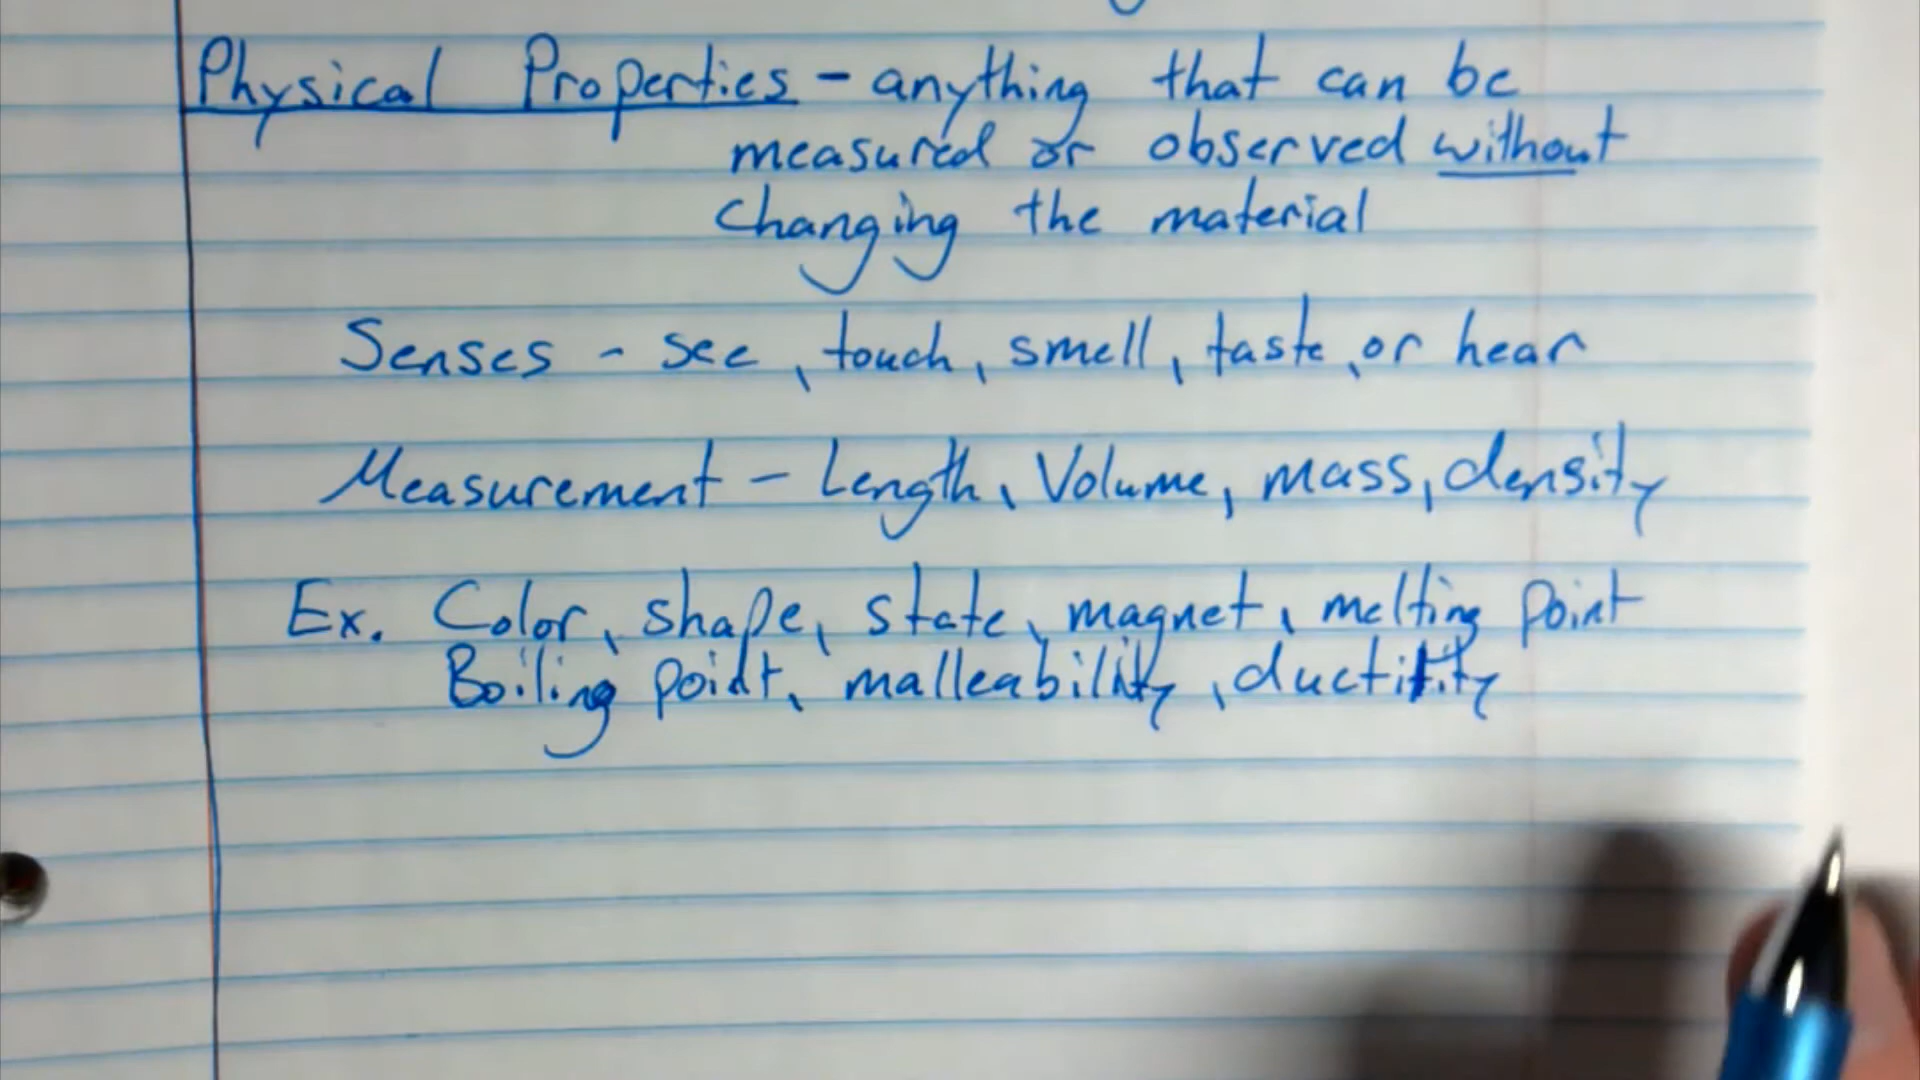 Physical Properties - anything that can be
measured or observed without
changing the material
Senses - see, touch, smell, taste, or hear
Measurement - Length, Volume, mass, density
Ex. Color, shape, state, magnet, melting point
Boiling point, malleability, ductility